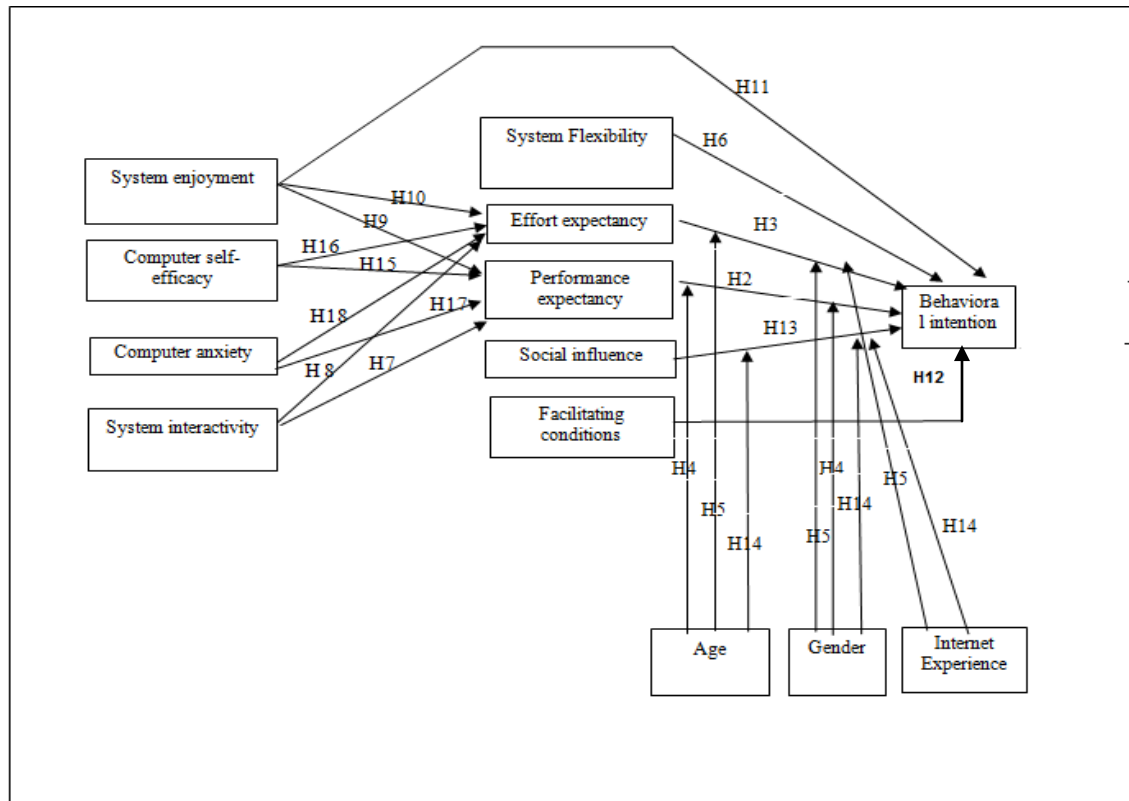 H11
System Flexibility
H6
System enjoyment
H10
Effort expectancy
H9
H3
Computer self-
efficacy
H16
H15
Performance
expectancy
H2
Behaviora
l intention
H17
H18
H13
Computer anxiety
Social influence
H 8
H7
H12
Facilitating
conditions
System interactivity
H4
H4
H5
H5
H14
H14
H5
H14
Age
Gender
Internet
Experience